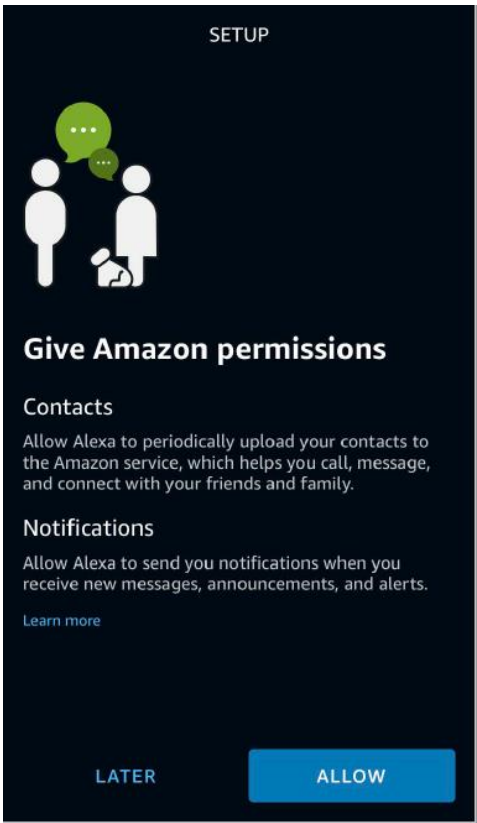 SETUP
Give Amazon permissions
Contacts
Allow Alexa to periodically upload your contacts to
the Amazon service, which helps you call, message,
and connect with your friends and family.
Notifications
Allow Alexa to send you notifications when you
receive new messages, announcements, and alerts.
Learn more
LATER
ALLOW